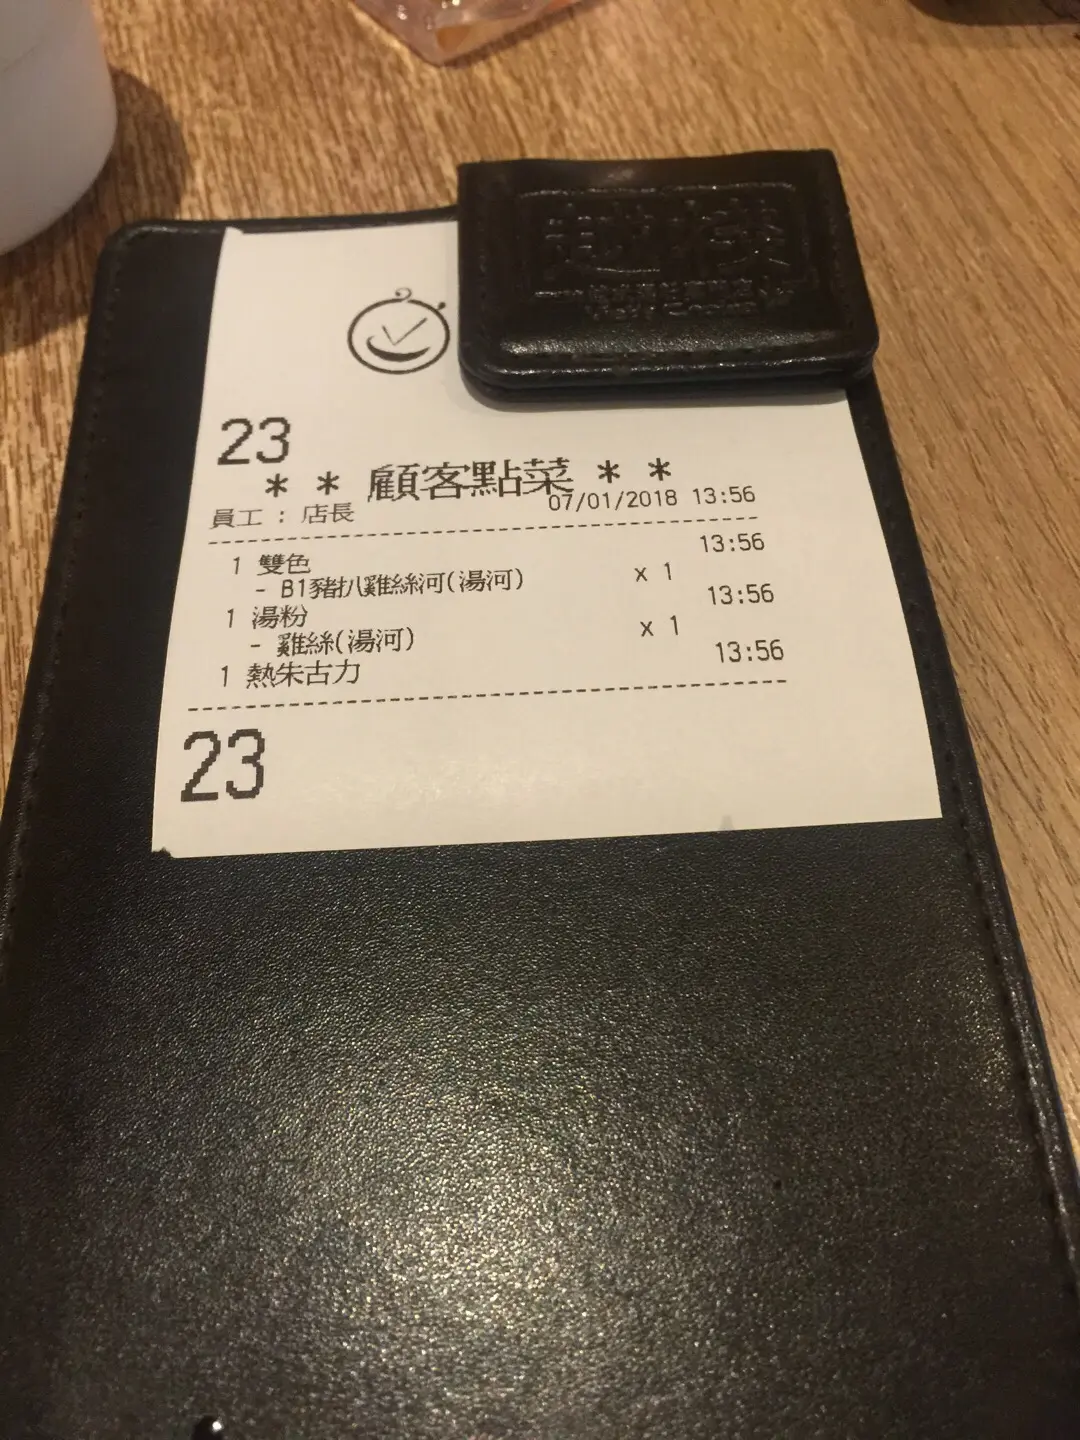 23
* * 顧客點菜 * *
員工 : 店長 07/01/2018 13:56
1 雙色 13:56
- B1豬扒雞絲河(湯河) x 1
1 湯粉 13:56
- 雞絲(湯河) x 1
1 熱朱古力 13:56
23